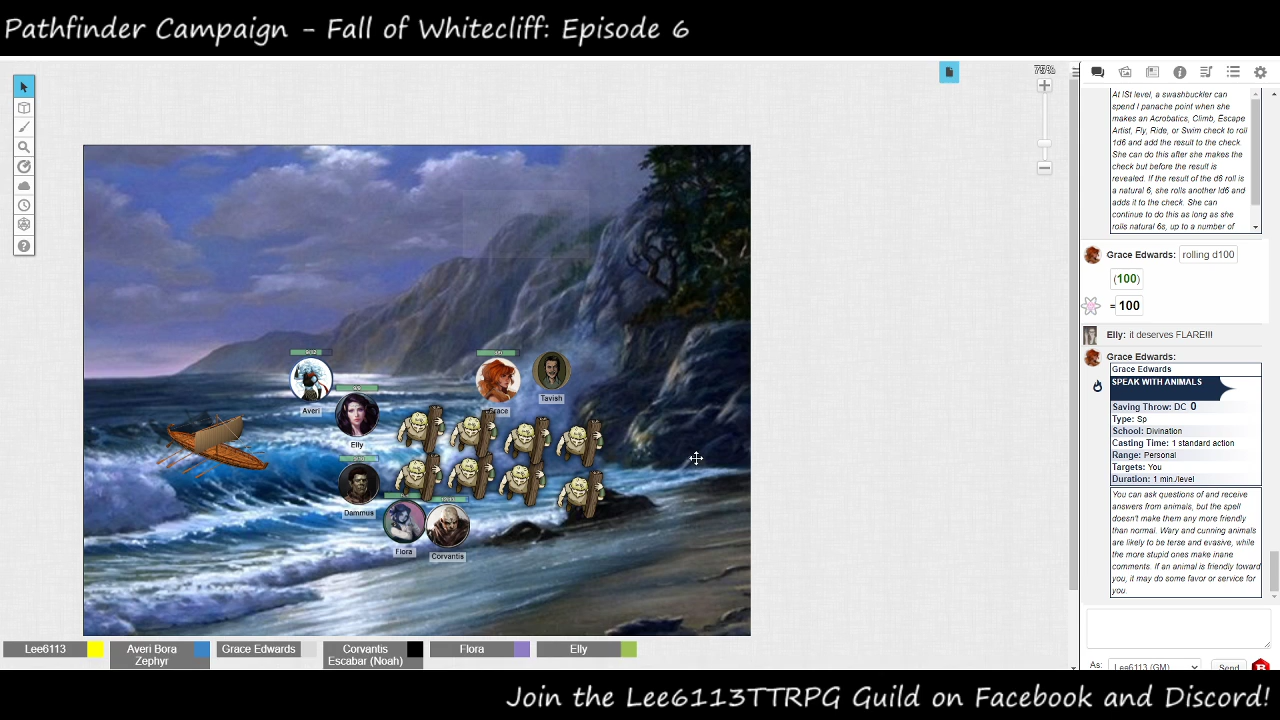 Pathfinder Campaign - Fall of Whitecliff: Episode 6
75%
At 1St level, a swashbuckler can
spend 1 panache point when she
makes an Acrobatics, Climb, Escape
Artist, Fly, Ride, or Swim check to roll
1d6 and add the result to the check.
She can do this after she makes the
check but before the result is
revealed. If the result of the d6 roll is
a natural 6, she rolls another 1d6 and
adds it to the check. She can
continue to do this as long as she
rolls natural 6s, up to a number of
Grace Edwards: rolling d100
(100)
=100
Elly: it deserves FLARE!!!
Grace Edwards:
Grace Edwards
SPEAK WITH ANIMALS
Saving Throw: DC 0
Type: Sp
School: Divination
Casting Time: 1 standard action
Range: Personal
Targets: You
Duration: 1 min./level
You can ask questions of and receive
answers from animals, but the spell
doesn't make them any more friendly
than normal. Wary and cunning animals
are likely to be terse and evasive, while
the more stupid ones make inane
comments. If an animal is friendly toward
you, it may do some favor or service for
you.
As: Lee6113 (GM) Send
Averi
Elly
Grace
Tavish
Dammus
Flora
Corvantis
Lee6113
Averi Bora
Zephyr
Grace Edwards
Corvantis
Escabar (Noah)
Flora
Elly
Join the Lee6113TTRPG Guild on Facebook and Discord!